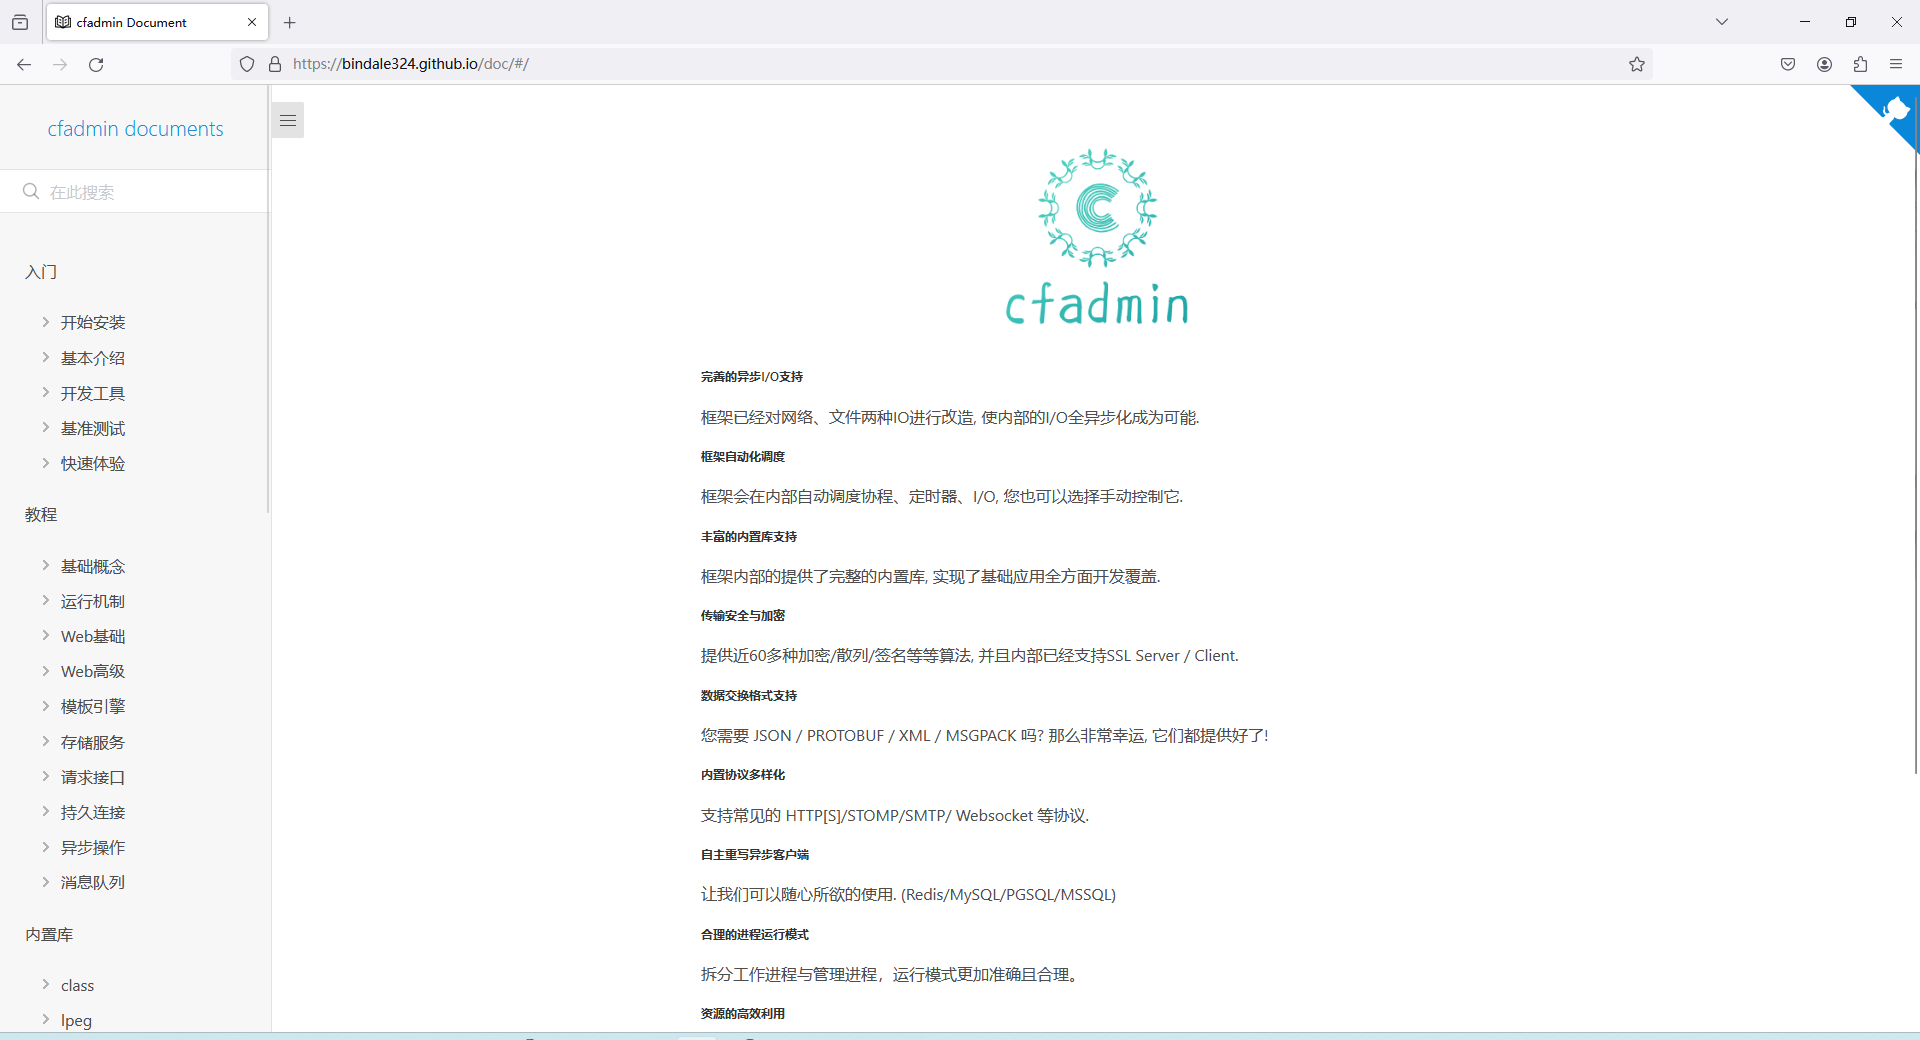 cfadmin Document
https://bindale324.github.io/doc/#/
cfadmin documents
在此搜索
入门
开始安装
基本介绍
开发工具
基准测试
快速体验
教程
基础概念
运行机制
Web基础
Web高级
模板引擎
存储服务
请求接口
持久连接
异步操作
消息队列
内置库
class
lpeg
cfadmin
完善的异步I/O支持
框架已经对网络、文件两种IO进行改造, 使内部的I/O全异步化成为可能.
框架自动化调度
框架会在内部自动调度协程、定时器、I/O, 您也可以选择手动控制它.
丰富的内置库支持
框架内部的提供了完整的内置库, 实现了基础应用全方面开发覆盖.
传输安全与加密
提供近60多种加密/散列/签名等等算法, 并且内部已经支持SSL Server / Client.
数据交换格式支持
您需要 JSON / PROTOBUF / XML / MSGPACK 吗? 那么非常幸运, 它们都提供好了!
内置协议多样化
支持常见的 HTTP[S]/STOMP/SMTP/ Websocket 等协议.
自主重写异步客户端
让我们可以随心所欲的使用. (Redis/MySQL/PGSQL/MSSQL)
合理的进程运行模式
拆分工作进程与管理进程，运行模式更加准确且合理。
资源的高效利用